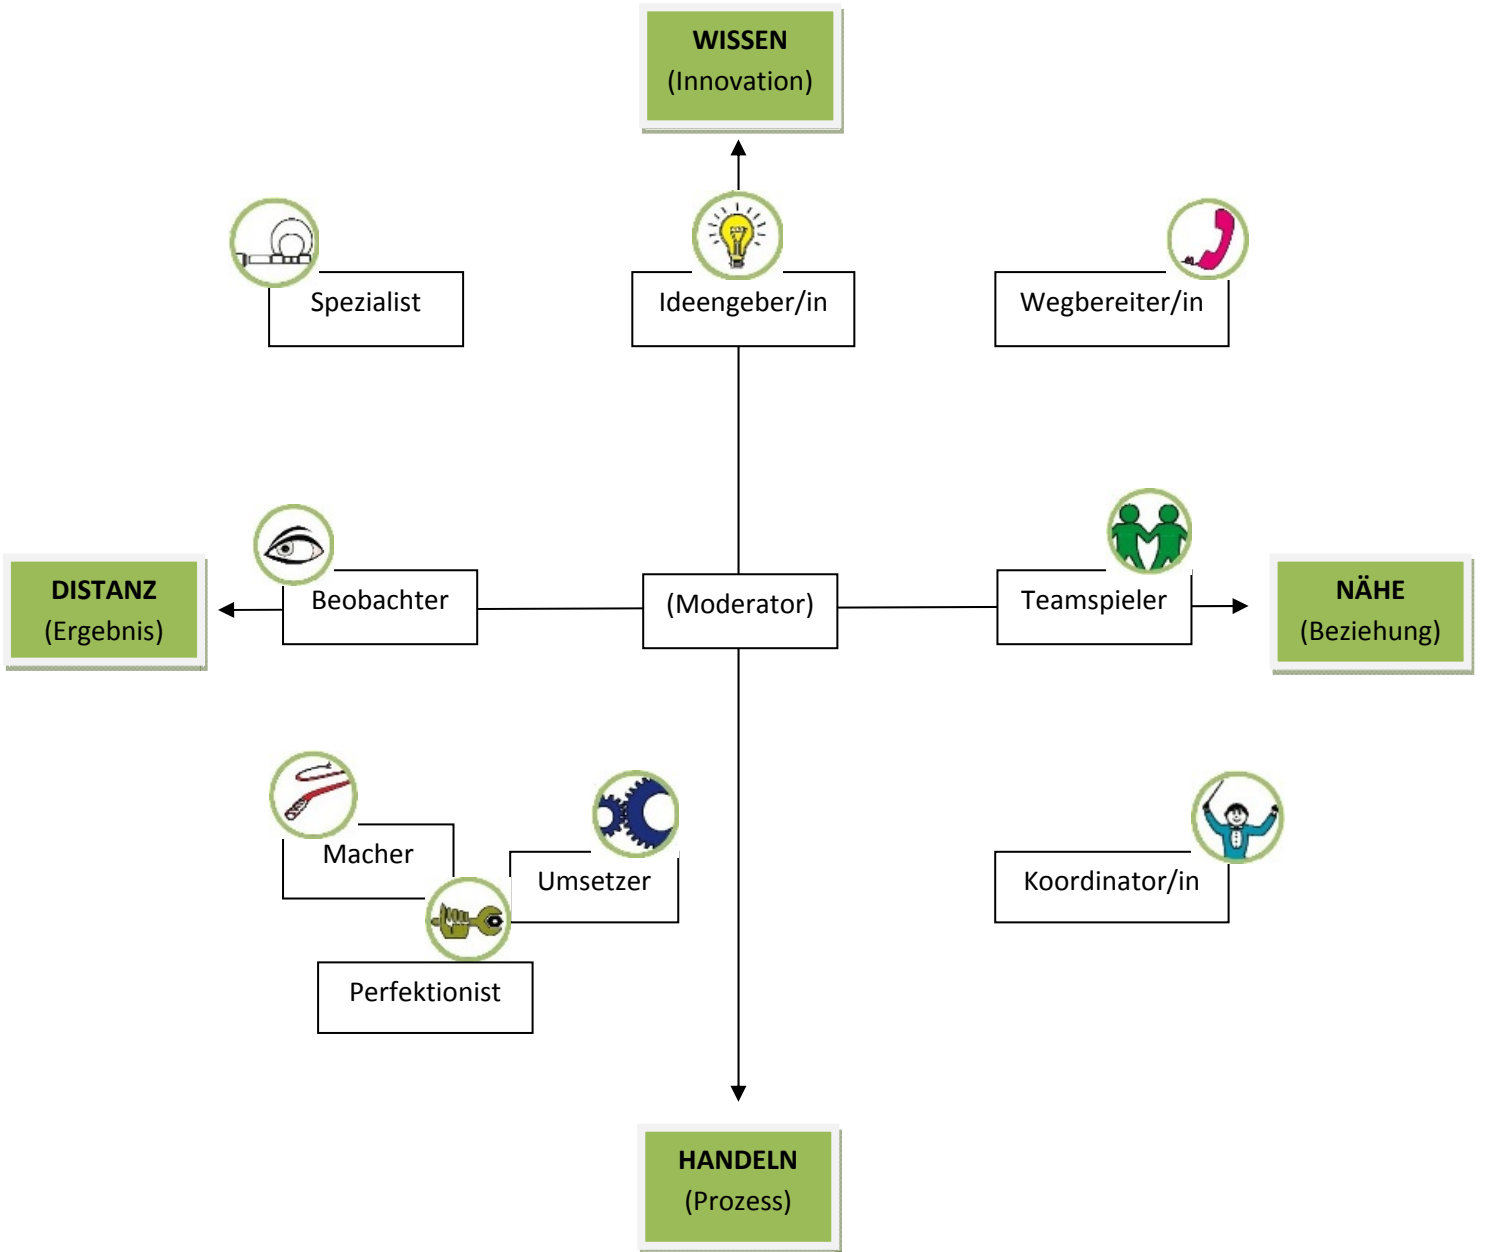 WISSEN
(Innovation)
Spezialist
Ideengeber/in
Wegbereiter/in
DISTANZ
(Ergebnis)
Beobachter
(Moderator)
Teamspieler
NÄHE
(Beziehung)
Macher
Umsetzer
Koordinator/in
Perfektionist
HANDELN
(Prozess)